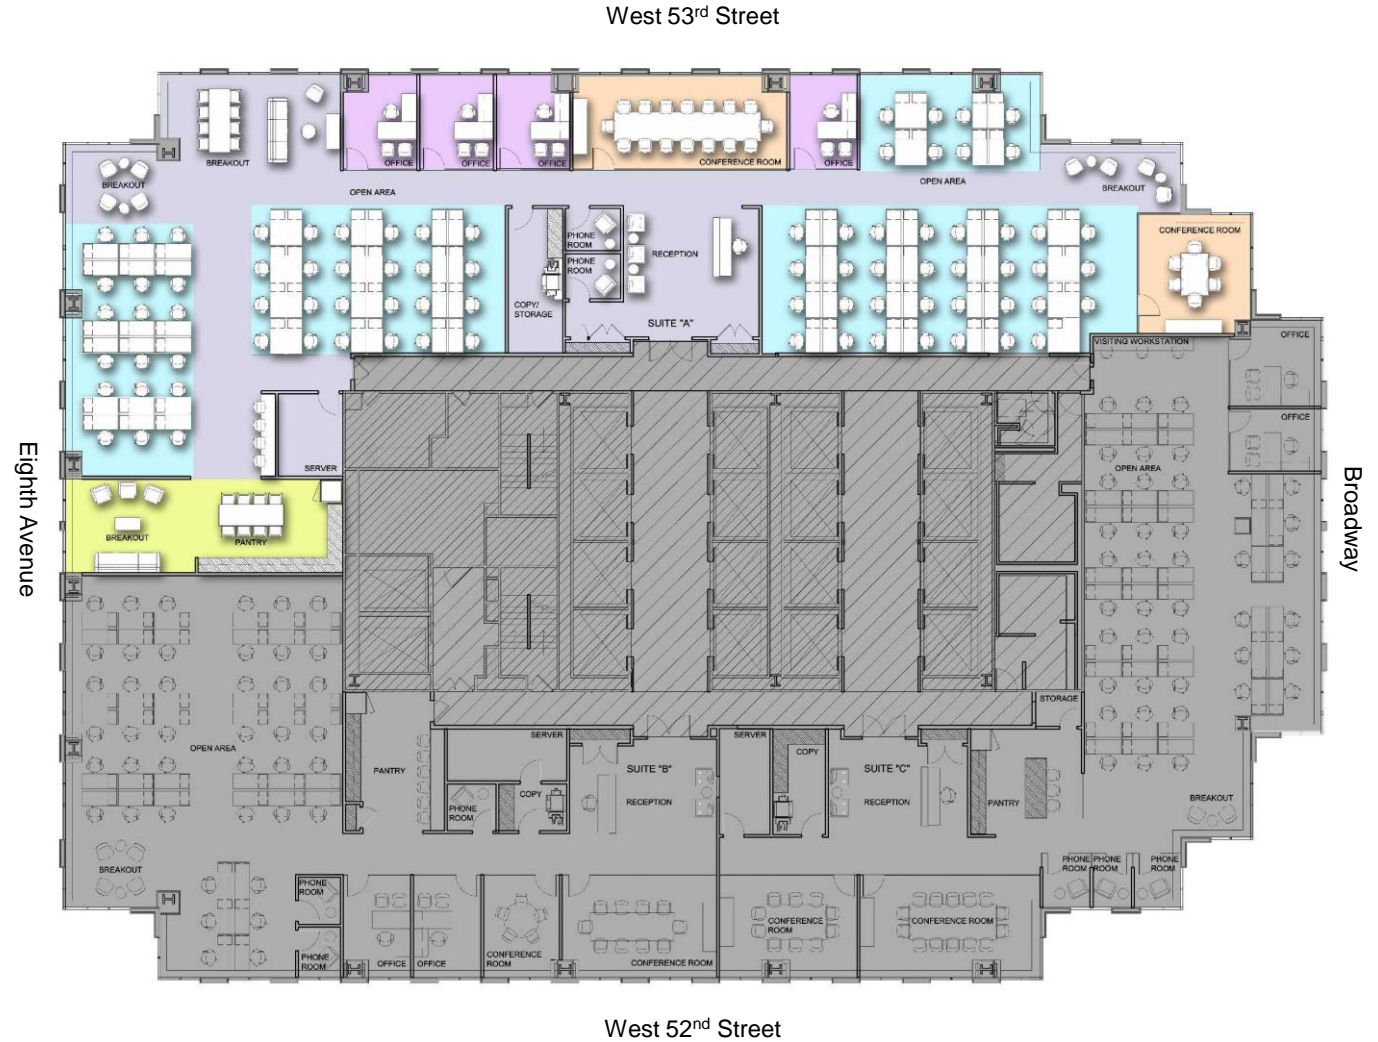 West 53rd Street
BREAKOUT
OFFICE
OFFICE
OFFICE
CONFERENCE ROOM
OFFICE
BREAKOUT
OPEN AREA
OPEN AREA
BREAKOUT
PHONE
ROOM
PHONE
ROOM
RECEPTION
CONFERENCE ROOM
COPY/
STORAGE
SUITE "A"
VISITING WORKSTATION
OFFICE
OFFICE
Eighth Avenue
SERVER
OPEN AREA
Broadway
BREAKOUT
PANTRY
STORAGE
OPEN AREA
PANTRY
SERVER
SUITE "B"
RECEPTION
COPY
PHONE
ROOM
SERVER
COPY
SUITE "C"
RECEPTION
PANTRY
BREAKOUT
BREAKOUT
PHONE
ROOM
PHONE
ROOM
PHONE
ROOM
PHONE
ROOM
PHONE
ROOM
OFFICE
OFFICE
CONFERENCE
ROOM
CONFERENCE ROOM
CONFERENCE
ROOM
CONFERENCE ROOM
West 52nd Street